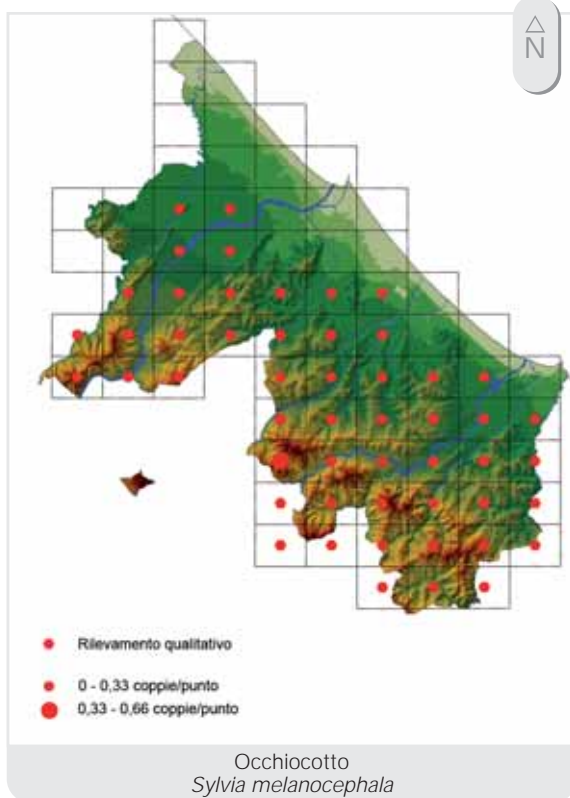 N
Rilevamento qualitativo
0 - 0,33 coppie/punto
0,33 - 0,66 coppie/punto
Occhiocotto
Sylvia melanocephala